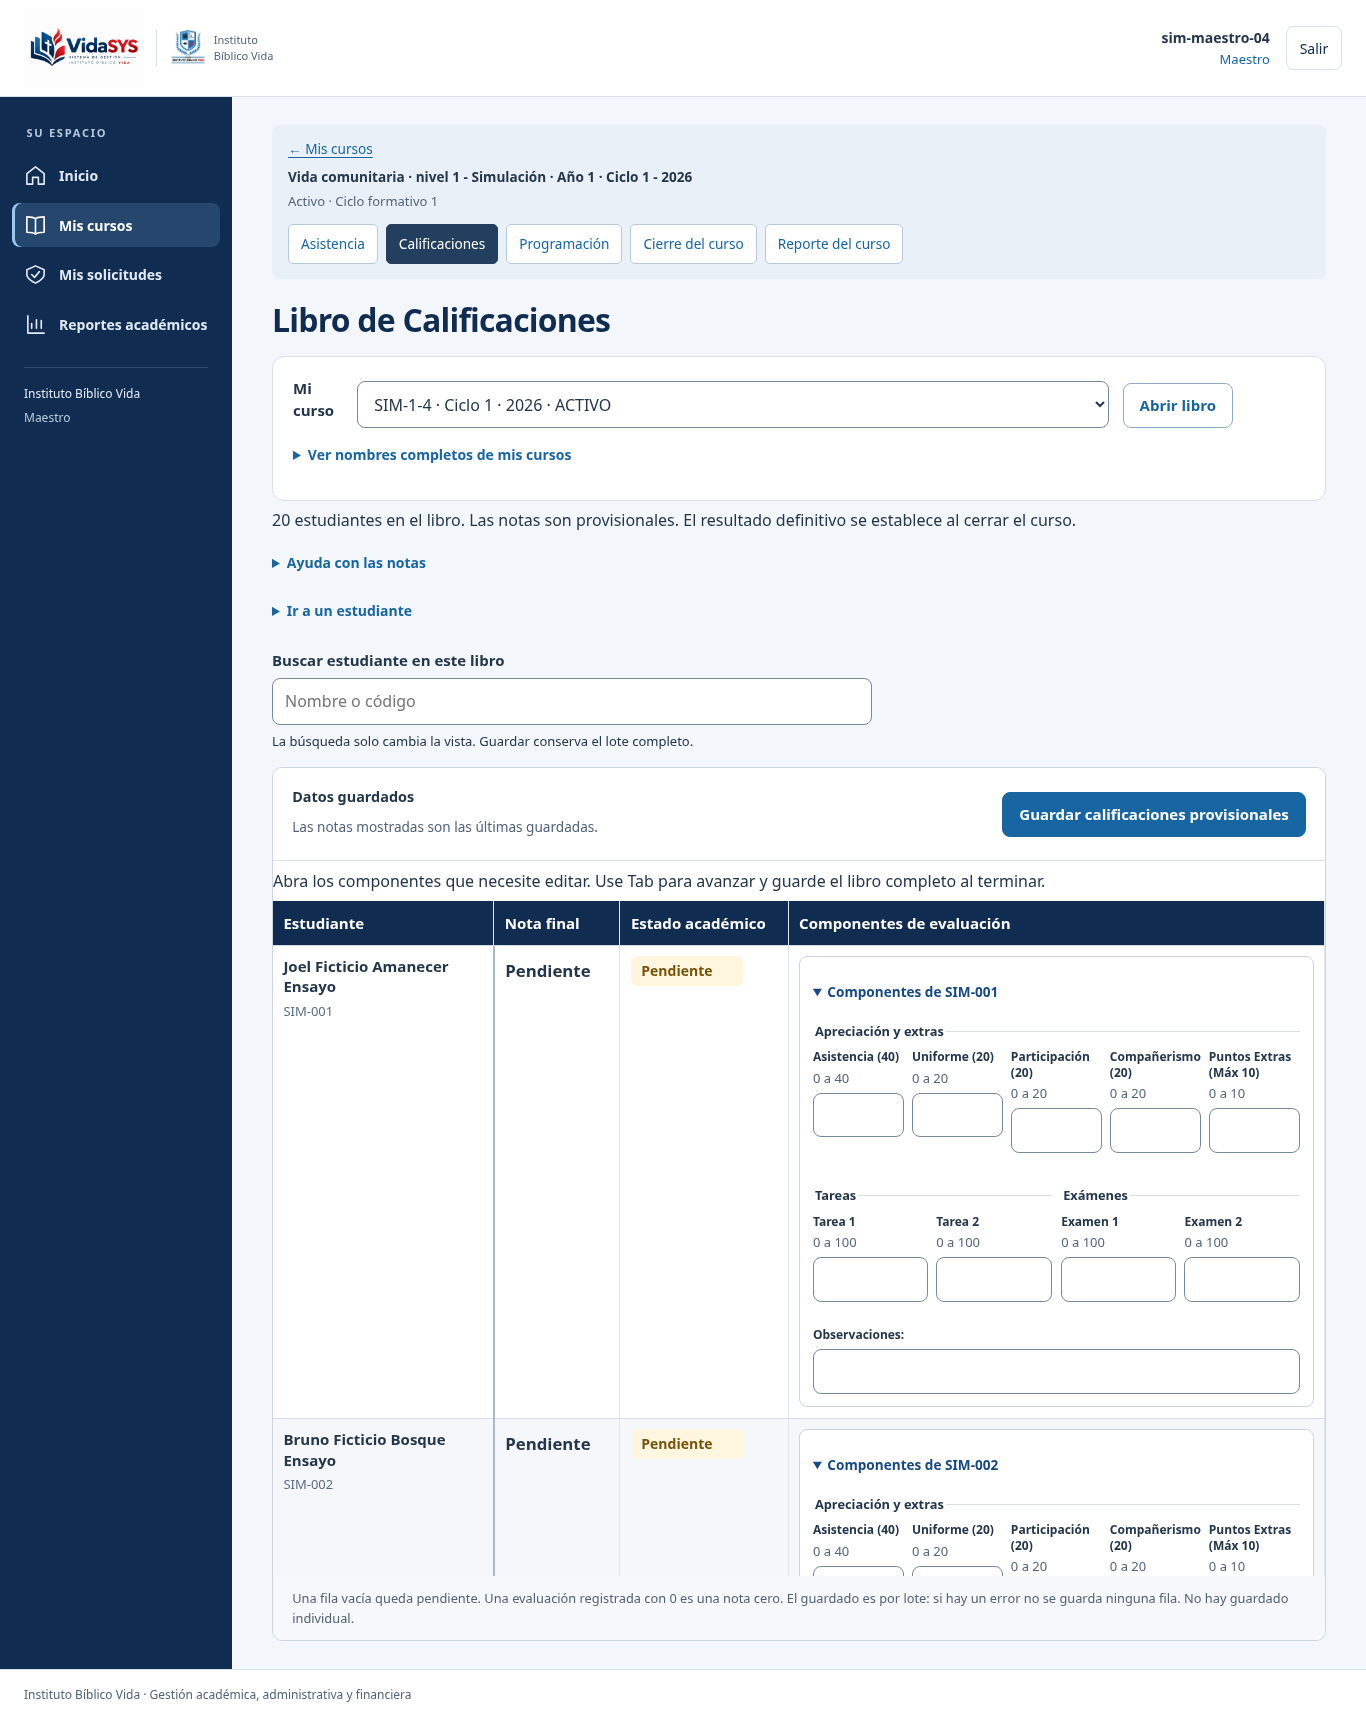 VidaSYS
SISTEMA DE GESTIÓN
INSTITUTO BÍBLICO VIDA
Instituto
Bíblico Vida
sim-maestro-04
Maestro
Salir
SU ESPACIO
Inicio
Mis cursos
Mis solicitudes
Reportes académicos
Instituto Bíblico Vida
Maestro
← Mis cursos
Vida comunitaria · nivel 1 - Simulación · Año 1 · Ciclo 1 - 2026
Activo · Ciclo formativo 1
Asistencia
Calificaciones
Programación
Cierre del curso
Reporte del curso
Libro de Calificaciones
Mi
curso
SIM-1-4 · Ciclo 1 · 2026 · ACTIVO
Abrir libro
Ver nombres completos de mis cursos
20 estudiantes en el libro. Las notas son provisionales. El resultado definitivo se establece al cerrar el curso.
Ayuda con las notas
Ir a un estudiante
Buscar estudiante en este libro
Nombre o código
La búsqueda solo cambia la vista. Guardar conserva el lote completo.
Datos guardados
Las notas mostradas son las últimas guardadas.
Guardar calificaciones provisionales
Abra los componentes que necesite editar. Use Tab para avanzar y guarde el libro completo al terminar.
Estudiante Nota final Estado académico Componentes de evaluación
Joel Ficticio Amanecer
Ensayo
SIM-001
Pendiente
Pendiente
Componentes de SIM-001
Apreciación y extras
Asistencia (40)
0 a 40
Uniforme (20)
0 a 20
Participación
(20)
0 a 20
Compañerismo
(20)
0 a 20
Puntos Extras
(Máx 10)
0 a 10
Tareas
Tarea 1
0 a 100
Tarea 2
0 a 100
Exámenes
Examen 1
0 a 100
Examen 2
0 a 100
Observaciones:
Bruno Ficticio Bosque
Ensayo
SIM-002
Pendiente
Pendiente
Componentes de SIM-002
Apreciación y extras
Asistencia (40)
0 a 40
Uniforme (20)
0 a 20
Participación
(20)
0 a 20
Compañerismo
(20)
0 a 20
Puntos Extras
(Máx 10)
0 a 10
Una fila vacía queda pendiente. Una evaluación registrada con 0 es una nota cero. El guardado es por lote: si hay un error no se guarda ninguna fila. No hay guardado
individual.
Instituto Bíblico Vida · Gestión académica, administrativa y financiera